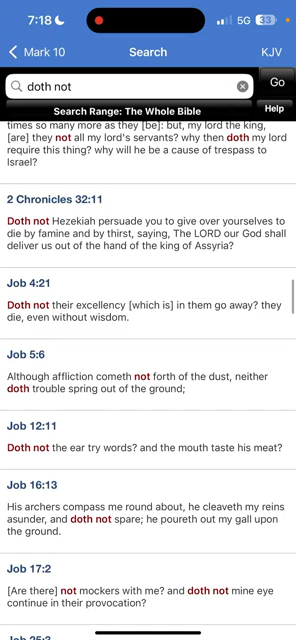 7:18 5G 33
Mark 10 Search KJV
doth not Go
Search Range: The Whole Bible Help
times so many more as they [be]: but, my lord the king,
[are] they not all my lord's servants? why then doth my lord
require this thing? why will he be a cause of trespass to
Israel?
2 Chronicles 32:11
Doth not Hezekiah persuade you to give over yourselves to
die by famine and by thirst, saying, The LORD our God shall
deliver us out of the hand of the king of Assyria?
Job 4:21
Doth not their excellency [which is] in them go away? they
die, even without wisdom.
Job 5:6
Although affliction cometh not forth of the dust, neither
doth trouble spring out of the ground;
Job 12:11
Doth not the ear try words? and the mouth taste his meat?
Job 16:13
His archers compass me round about, he cleaveth my reins
asunder, and doth not spare; he poureth out my gall upon
the ground.
Job 17:2
[Are there] not mockers with me? and doth not mine eye
continue in their provocation?
Job 25:3